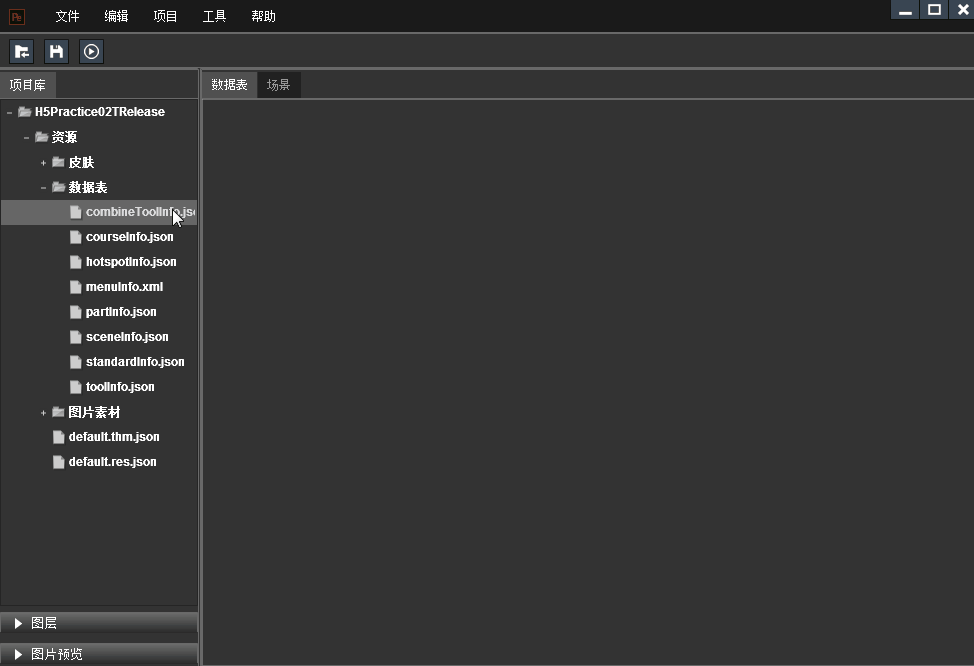 Pe 文件 编辑 项目 工具 帮助
项目库 数据表 场景
H5Practice02TRelease
资源
皮肤
数据表
combineToolInfo.jso
courseInfo.json
hotspotInfo.json
menuInfo.xml
partInfo.json
sceneInfo.json
standardInfo.json
toolInfo.json
图片素材
default.thm.json
default.res.json
图层
图片预览